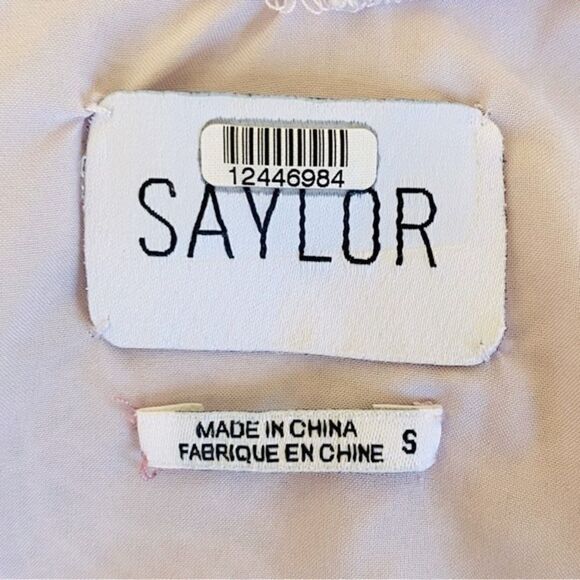 12446984
SAYLOR
MADE IN CHINA
FABRIQUE EN CHINE
S